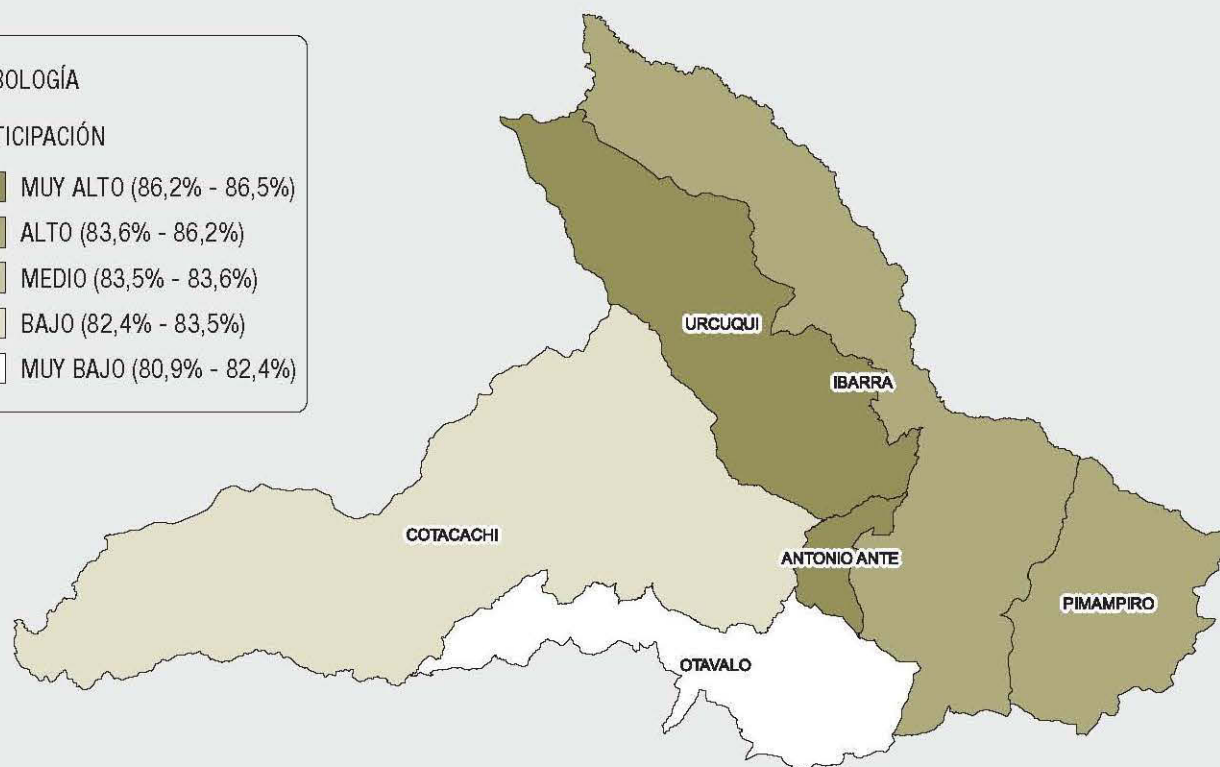 BOLOGÍA
TICIPACIÓN
MUY ALTO (86,2% - 86,5%)
ALTO (83,6% - 86,2%)
MEDIO (83,5% - 83,6%)
BAJO (82,4% - 83,5%)
MUY BAJO (80,9% - 82,4%)
URCUQUI
IBARRA
COTACACHI
ANTONIO ANTE
PIMAMPIRO
OTAVALO